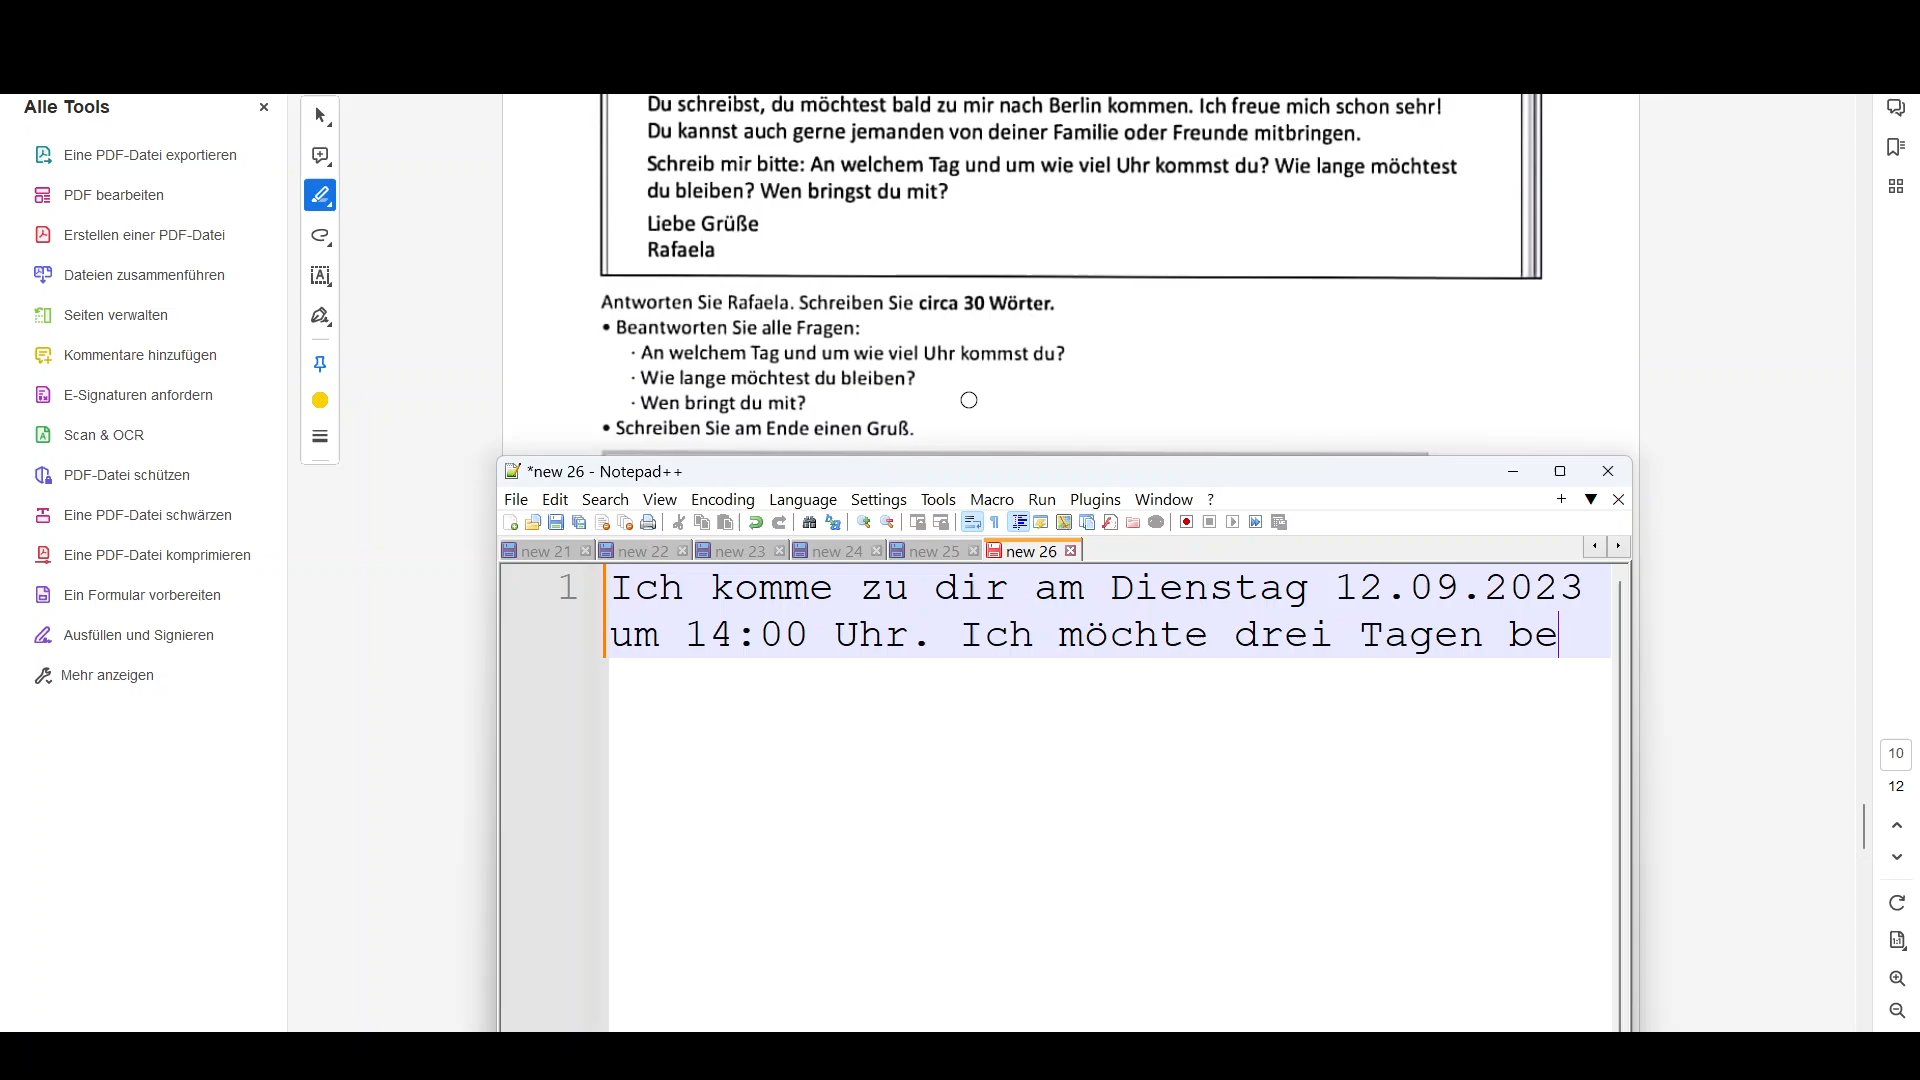 Alle Tools
Eine PDF-Datei exportieren
PDF bearbeiten
Erstellen einer PDF-Datei
Dateien zusammenführen
Seiten verwalten
Kommentare hinzufügen
E-Signaturen anfordern
Scan & OCR
PDF-Datei schützen
Eine PDF-Datei schwärzen
Eine PDF-Datei komprimieren
Ein Formular vorbereiten
Ausfüllen und Signieren
Mehr anzeigen
Du schreibst, du möchtest bald zu mir nach Berlin kommen. Ich freue mich schon sehr!
Du kannst auch gerne jemanden von deiner Familie oder Freunde mitbringen.
Schreib mir bitte: An welchem Tag und um wie viel Uhr kommst du? Wie lange möchtest
du bleiben? Wen bringst du mit?
Liebe Grüße
Rafaela
Antworten Sie Rafaela. Schreiben Sie circa 30 Wörter.
• Beantworten Sie alle Fragen:
· An welchem Tag und um wie viel Uhr kommst du?
· Wie lange möchtest du bleiben?
· Wen bringt du mit?
• Schreiben Sie am Ende einen Gruß.
*new 26 - Notepad++
File Edit Search View Encoding Language Settings Tools Macro Run Plugins Window ?
new 21 new 22 new 23 new 24 new 25 new 26
1 Ich komme zu dir am Dienstag 12.09.2023
um 14:00 Uhr. Ich möchte drei Tagen be
10
12